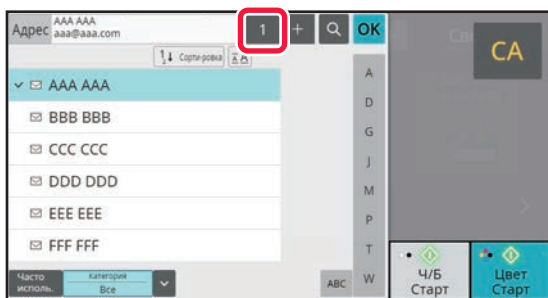 Адрес
AAA AAA
aaa@aaa.com
1
+
OK
CA
Сорти-ровка
AAA AAA
BBB BBB
CCC CCC
DDD DDD
EEE EEE
FFF FFF
A
D
G
J
M
P
T
W
Часто
исполь.
Категория
Все
ABC
Ч/Б
Старт
Цвет
Старт